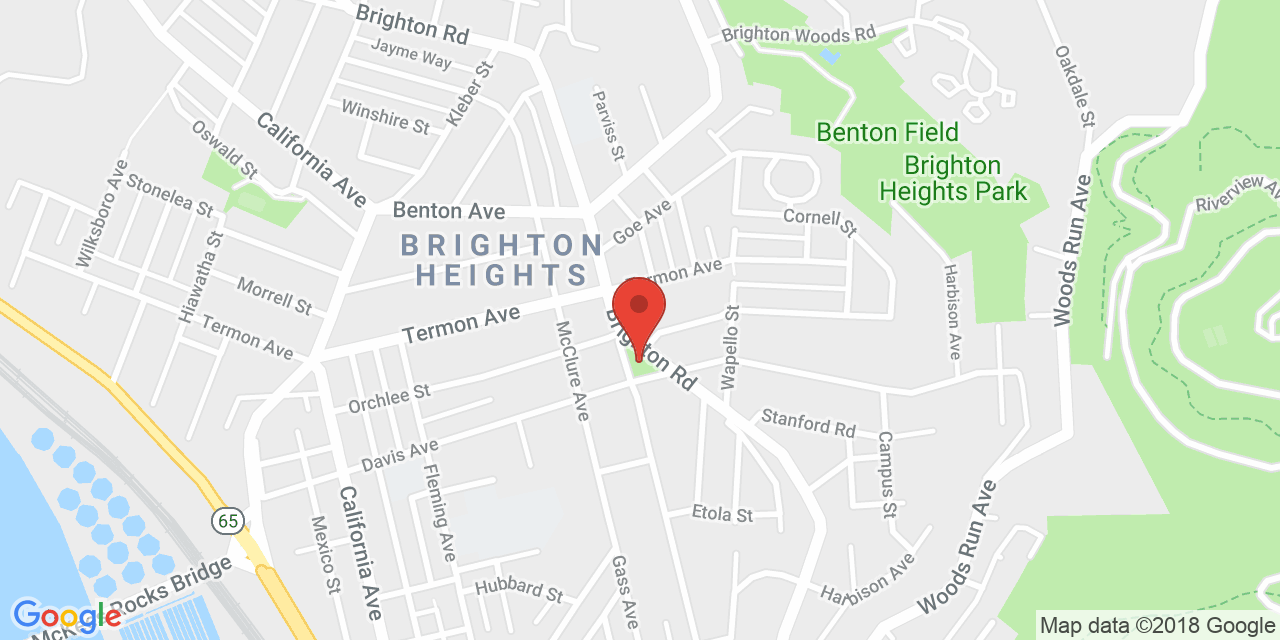 Brighton Rd
Brighton Woods Rd
Jayme Way
Kleber St
Oakdale St
Winshire St
Parviss St
California Ave
Oswald St
Benton Field
Brighton
Heights Park
Wilksboro Ave
Stonelea St
Woods Run Ave
Riverview Av
Benton Ave
Goe Ave
Cornell St
BRIGHTON
HEIGHTS
Hiawatha St
Morrell St
Termon Ave
Harbison Ave
Termon Ave
Termon Ave
Brighton Rd
McClure Ave
Wapello St
Orchlee St
Stanford Rd
Davis Ave
Campus St
Fleming Ave
65
California Ave
Mexico St
Etola St
Woods Run Ave
Gass Ave
Hubbard St
Harbison Ave
McKees Rocks Bridge
Google
Map data ©2018 Google